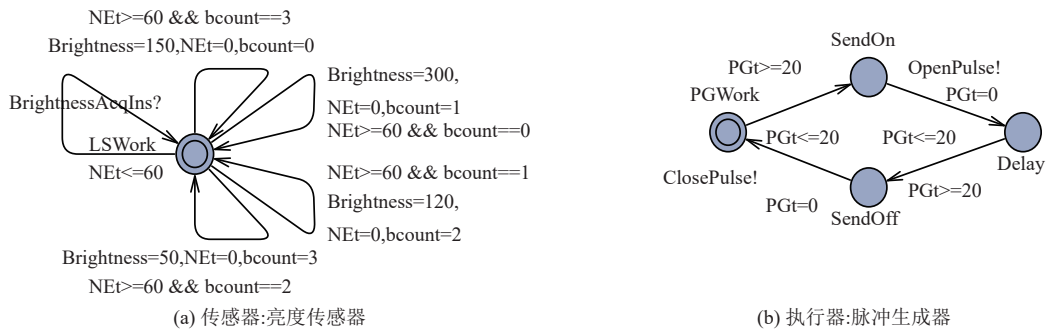 NEt>=60 && bcount==3
Brightness=150,NEt=0,bcount=0
Brightness=300,
NEt=0,bcount=1
BrightnessAcqIns?
NEt>=60 && bcount==0
LSWork
NEt<=60
NEt>=60 && bcount==1
Brightness=120,
NEt=0,bcount=2
Brightness=50,NEt=0,bcount=3
NEt>=60 && bcount==2
(a) 传感器:亮度传感器
SendOn
PGt>=20
OpenPulse!
PGt=0
PGWork
PGt<=20
PGt<=20
Delay
ClosePulse!
PGt>=20
PGt=0
SendOff
(b) 执行器:脉冲生成器